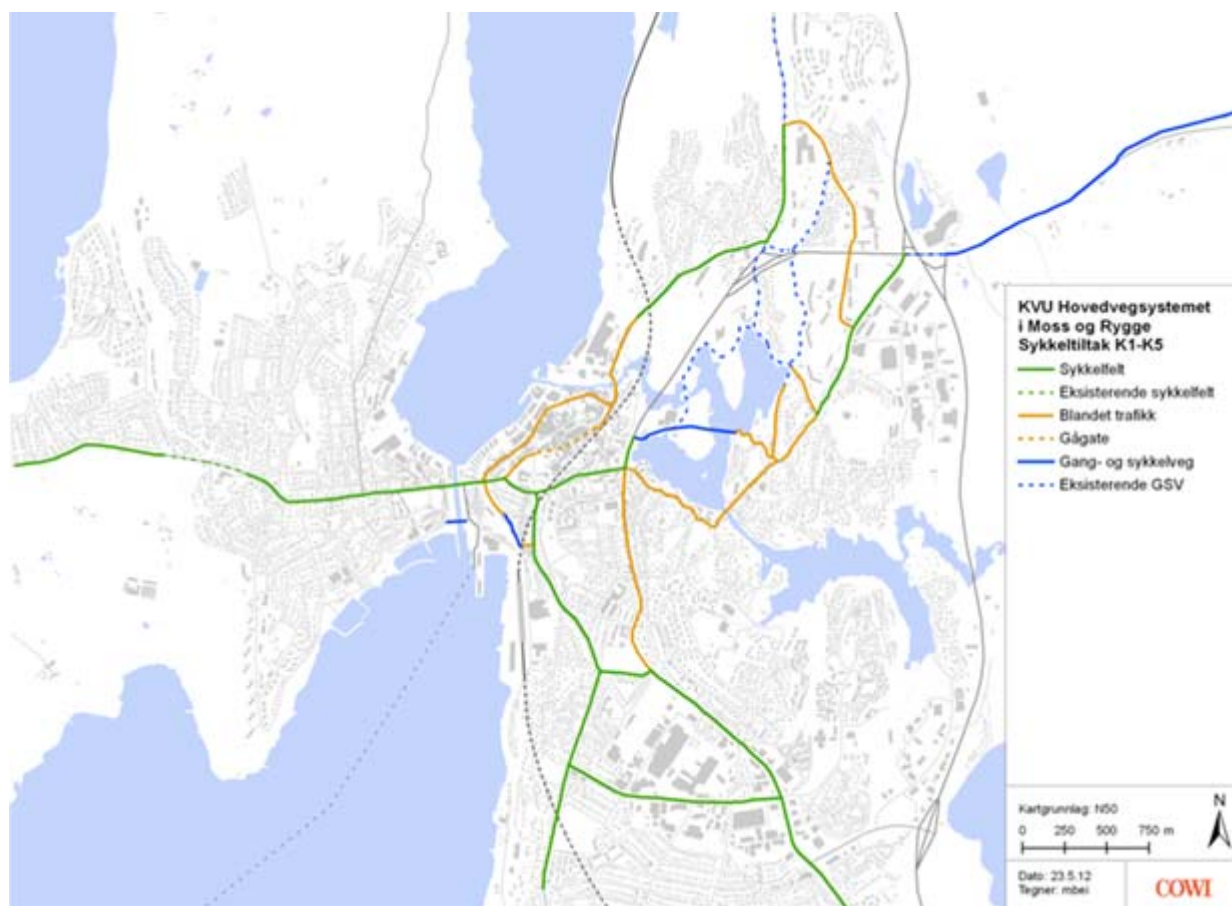 KVU Hovedvegsystemet
i Moss og Rygge
Sykkeltiltak K1-K5
Sykkelfelt
Eksisterende sykkelfelt
Blandet trafikk
Gågate
Gang- og sykkelveg
Eksisterende GSV
Kartgrunnlag: N50
N
0 250 500 750 m
Dato: 23.5.12
Tegner: mbei
COWI